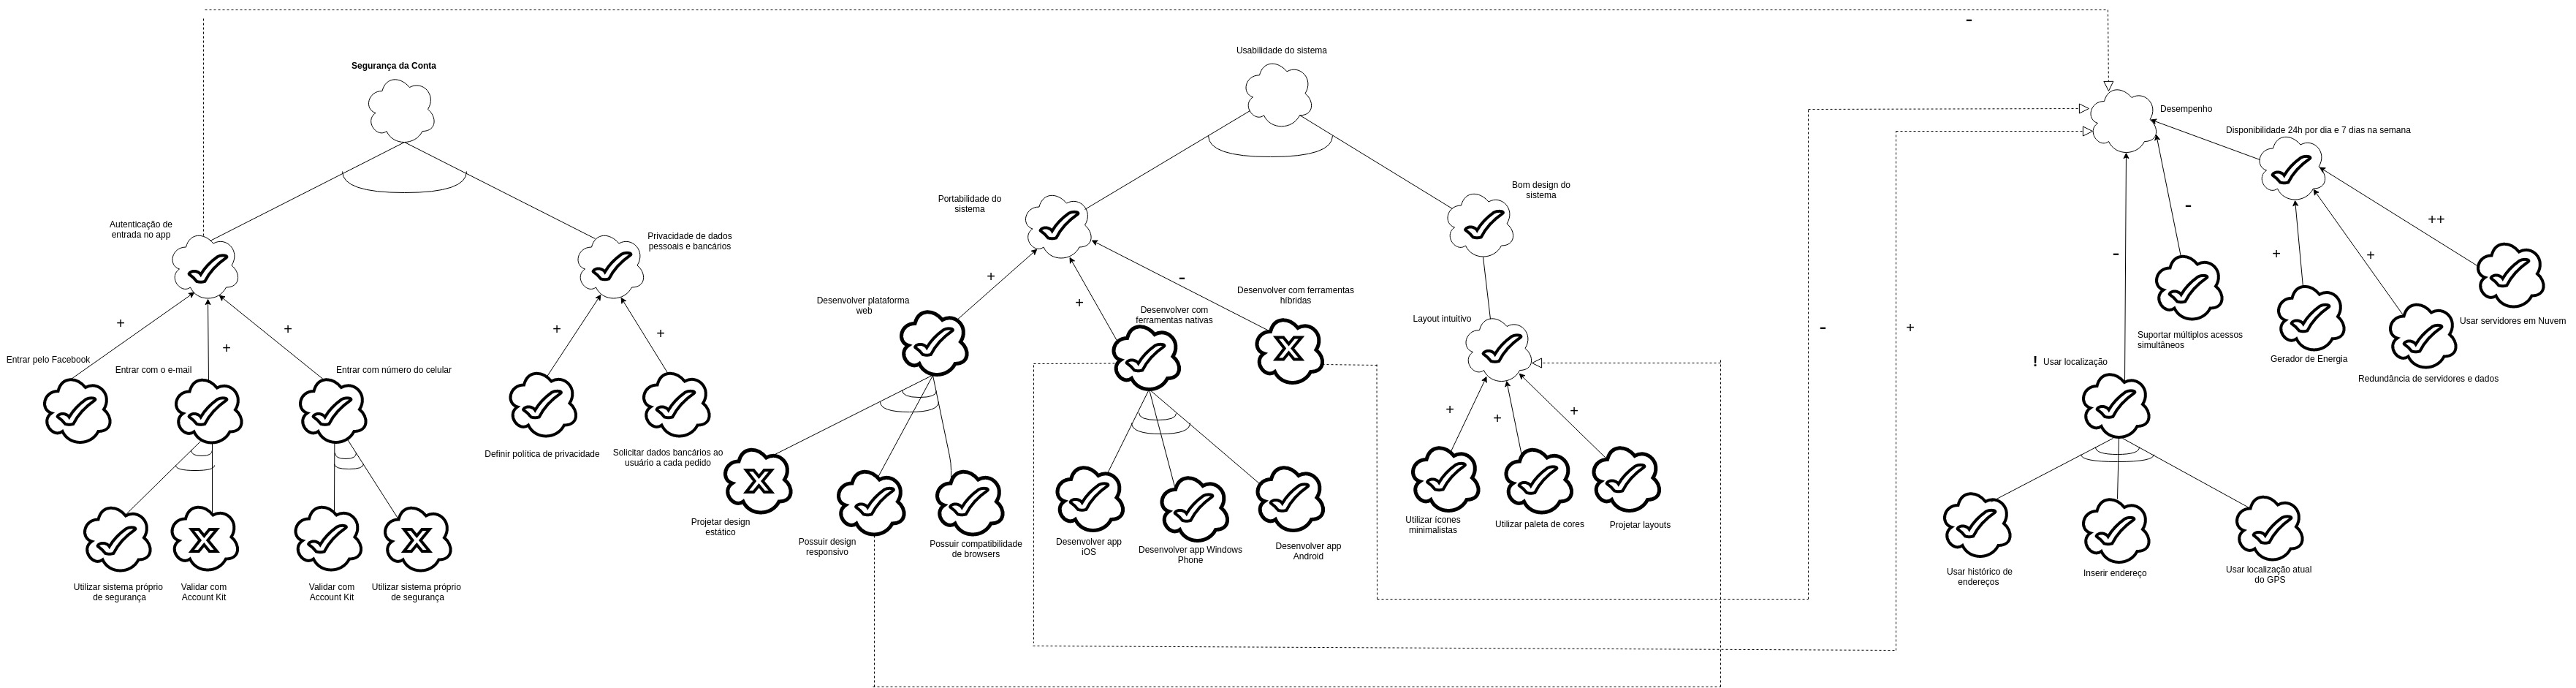 -
Usabilidade do sistema
Segurança da Conta
Desempenho
Disponibilidade 24h por dia e 7 dias na semana
Bom design do
sistema
Portabilidade do
sistema
Autenticação de
entrada no app
Privacidade de dados
pessoais e bancários
-
++
-
+
+
+
-
+
Desenvolver plataforma
web
Desenvolver com
ferramentas nativas
Desenvolver com ferramentas
híbridas
Layout intuitivo
+
+
+
+
+
-
+
Suportar múltiplos acessos
simultâneos
Usar servidores em Nuvem
Gerador de Energia
Redundância de servidores e dados
! Usar localização
X
Entrar pelo Facebook
Entrar com o e-mail
Entrar com número do celular
+
+
+
Definir política de privacidade
Solicitar dados bancários ao
usuário a cada pedido
X
Projetar design
estático
Possuir design
responsivo
Possuir compatibilidade
de browsers
Desenvolver app
iOS
Desenvolver app Windows
Phone
Desenvolver app
Android
Utilizar ícones
minimalistas
Utilizar paleta de cores
Projetar layouts
X
X
Utilizar sistema próprio
de segurança
Validar com
Account Kit
Validar com
Account Kit
Utilizar sistema próprio
de segurança
Usar histórico de
endereços
Inserir endereço
Usar localização atual
do GPS